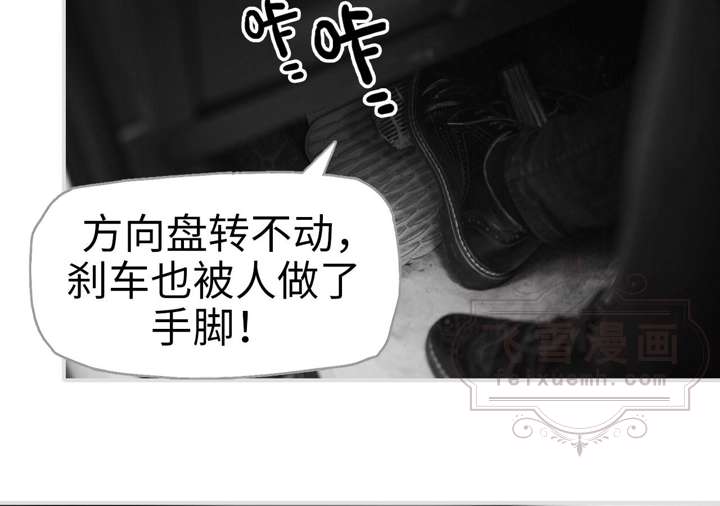 咔
咔
方向盘转不动，
刹车也被人做了
手脚！
飞雪漫画
feixuemh.com